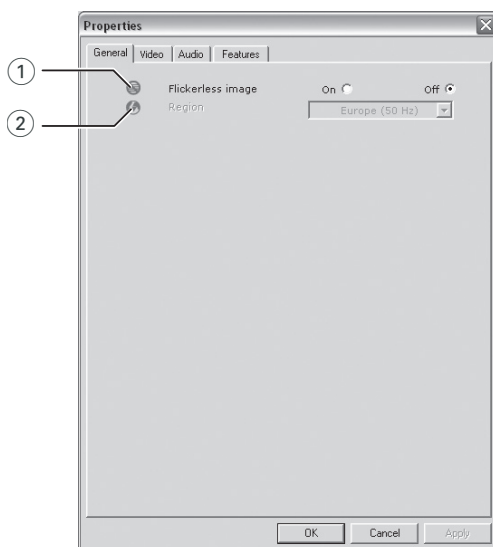 Properties
General Video Audio Features
1 Flickerless image On Off
2 Region Europe (50 Hz)
OK Cancel Apply